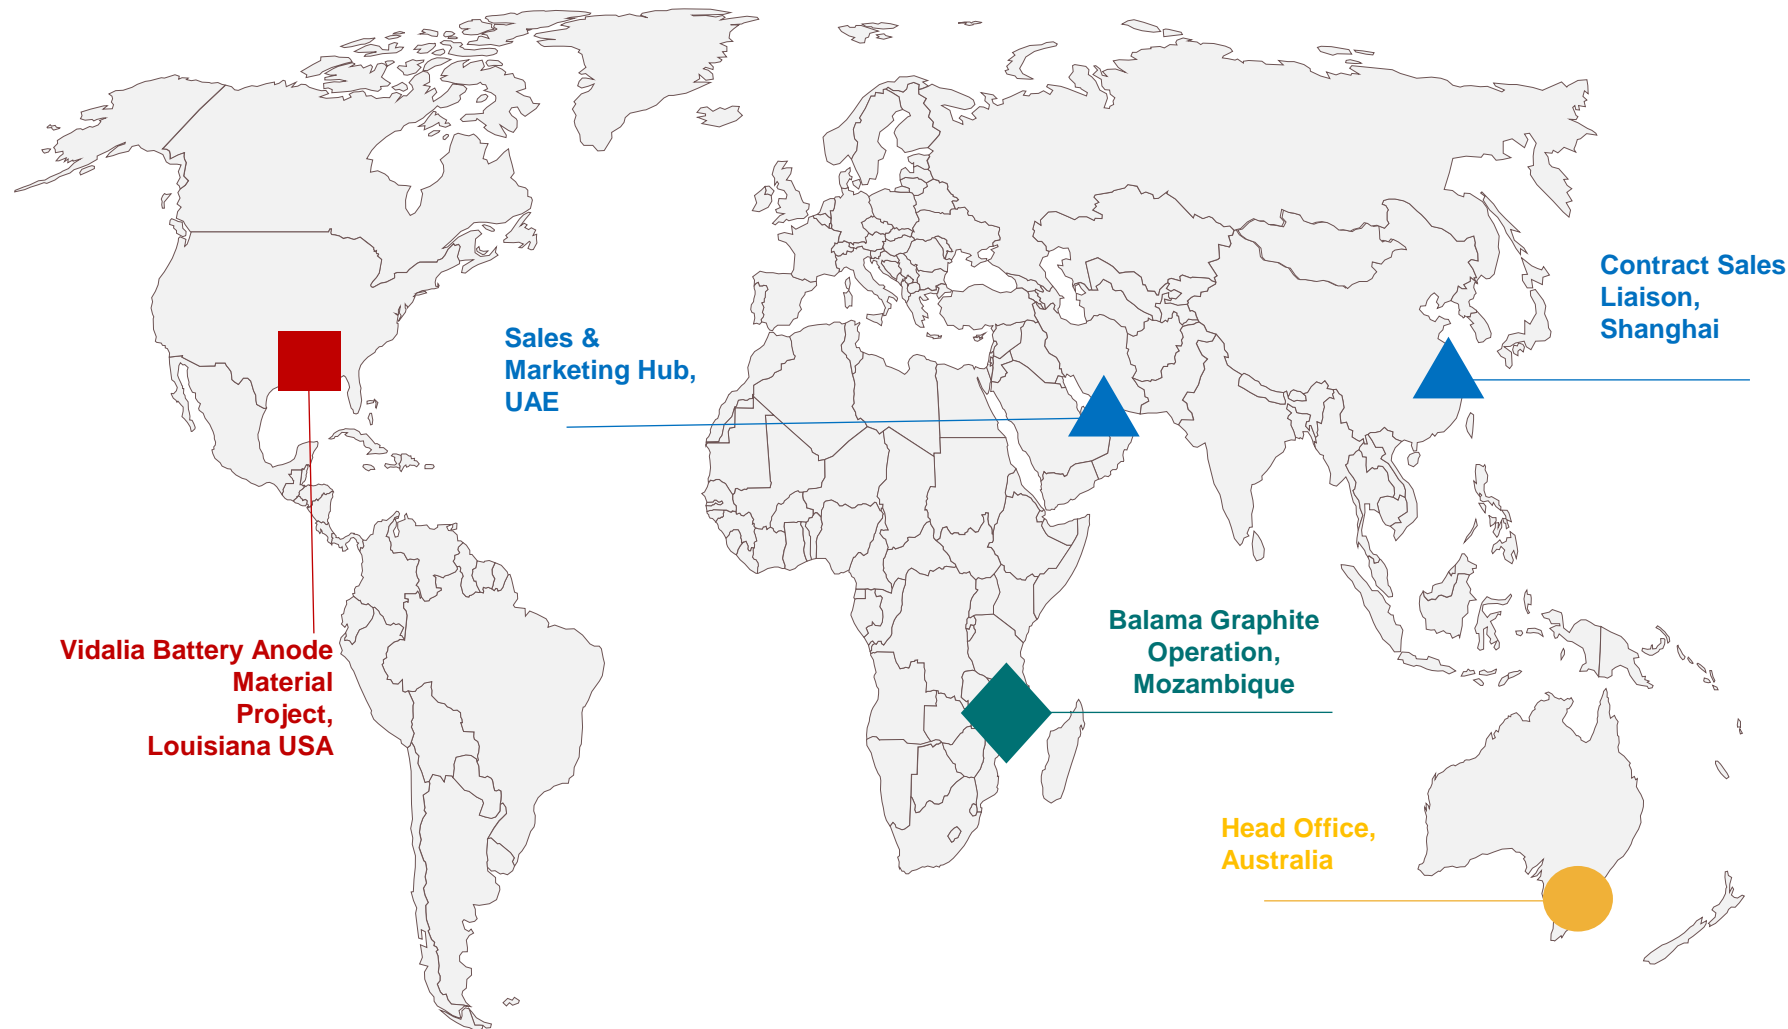 Contract Sales
Liaison,
Shanghai
Sales &
Marketing Hub,
UAE
Balama Graphite
Operation,
Mozambique
Vidalia Battery Anode
Material
Project,
Louisiana USA
Head Office,
Australia